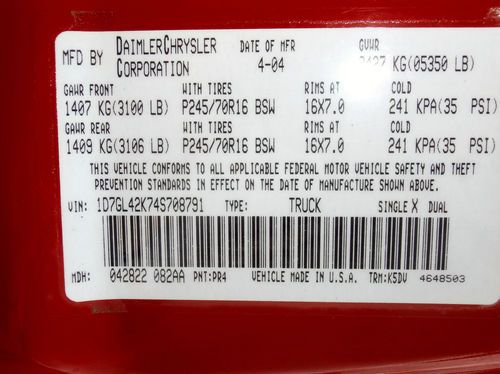 MFD BY DAIMLERCHRYSLER CORPORATION DATE OF MFR 4-04 GVWR KG(05350 LB)
GAWR FRONT WITH TIRES RIMS AT COLD
1407 KG(3100 LB) P245/70R16 BSW 16X7.0 241 KPA(35 PSI)
GAWR REAR WITH TIRES RIMS AT COLD
1409 KG(3106 LB) P245/70R16 BSW 16X7.0 241 KPA(35 PSI)
THIS VEHICLE CONFORMS TO ALL APPLICABLE FEDERAL MOTOR VEHICLE SAFETY AND THEFT
PREVENTION STANDARDS IN EFFECT ON THE DATE OF MANUFACTURE SHOWN ABOVE.
VIN: 1D7GL42K74S708791 TYPE: TRUCK SINGLE X DUAL
MDH: 042822 082AA PNT:PR4 VEHICLE MADE IN U.S.A. TRM:K5DV 4648503